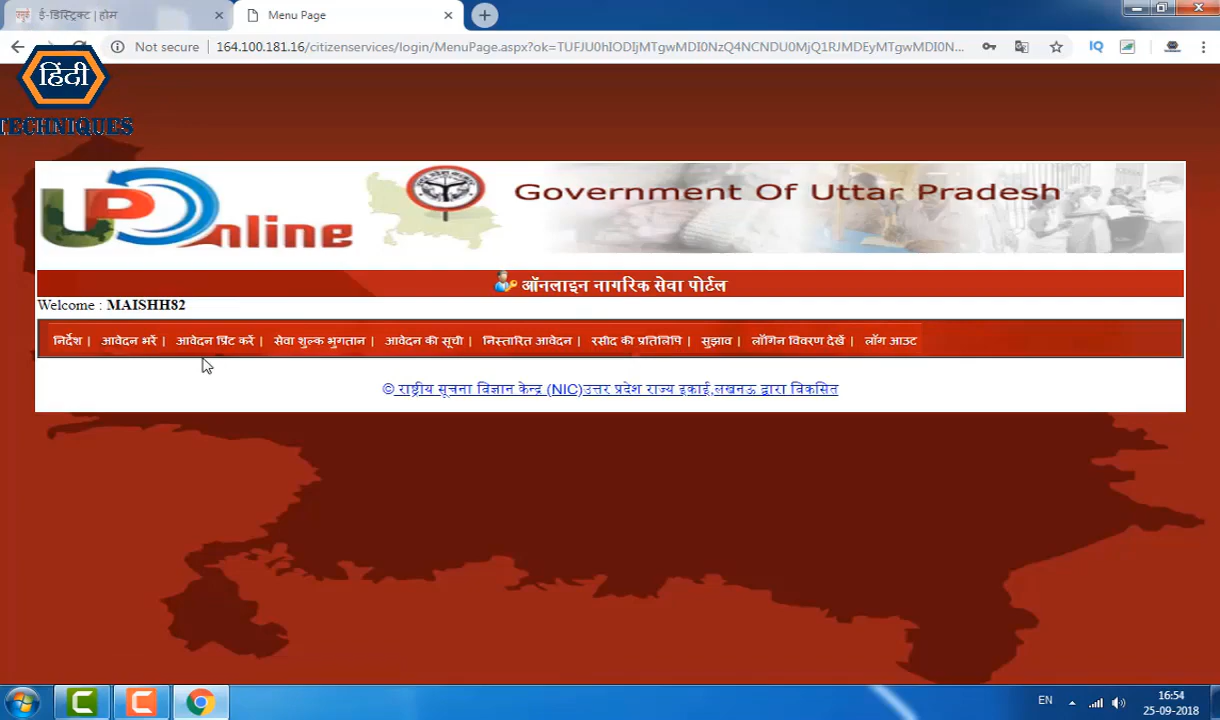 ई-डिस्ट्रिक्ट | होम
Menu Page
Not secure | 164.100.181.16/citizenservices/login/MenuPage.aspx?ok=TUFJU0hIODIjMTgwMDI0NzQ4NCNDU0MjQ1RJMDEyMTgwMDI0N...
हिंदी
TECHNIQUES
UP Online
Government Of Uttar Pradesh
ऑनलाइन नागरिक सेवा पोर्टल
Welcome : MAISHH82
निर्देश | आवेदन भरें | आवेदन प्रिंट करें | सेवा शुल्क भुगतान | आवेदन की सूची | निस्तारित आवेदन | रसीद की प्रतिलिपि | सुझाव | लॉगिन विवरण देखें | लॉग आउट
© राष्ट्रीय सूचना विज्ञान केन्द्र (NIC)उत्तर प्रदेश राज्य इकाई,लखनऊ द्वारा विकसित
EN
16:54
25-09-2018